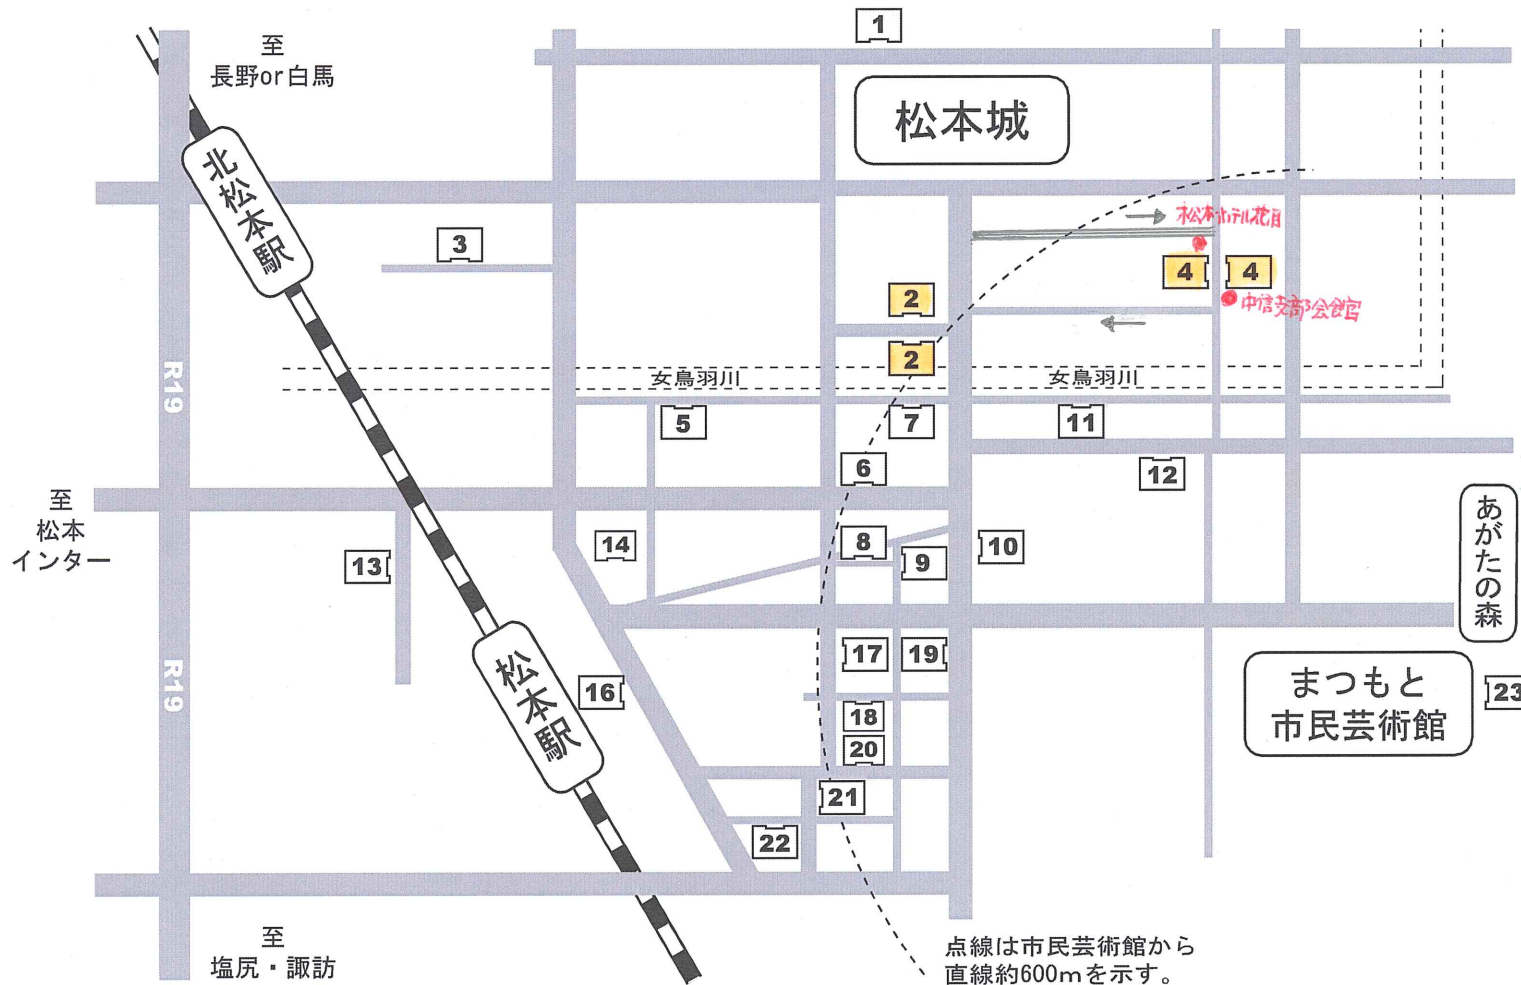 1
至
長野or白馬
松本城
北松本駅
松本ホテル花月
3
4
4
2
中信支部会館
2
R19
女鳥羽川
女鳥羽川
5
7
11
6
12
至
松本
インター
あがたの森
14
8
10
13
9
17
19
R19
松本駅
16
まつもと
市民芸術館
23
18
20
21
22
至
塩尻・諏訪
点線は市民芸術館から
直線約600mを示す。